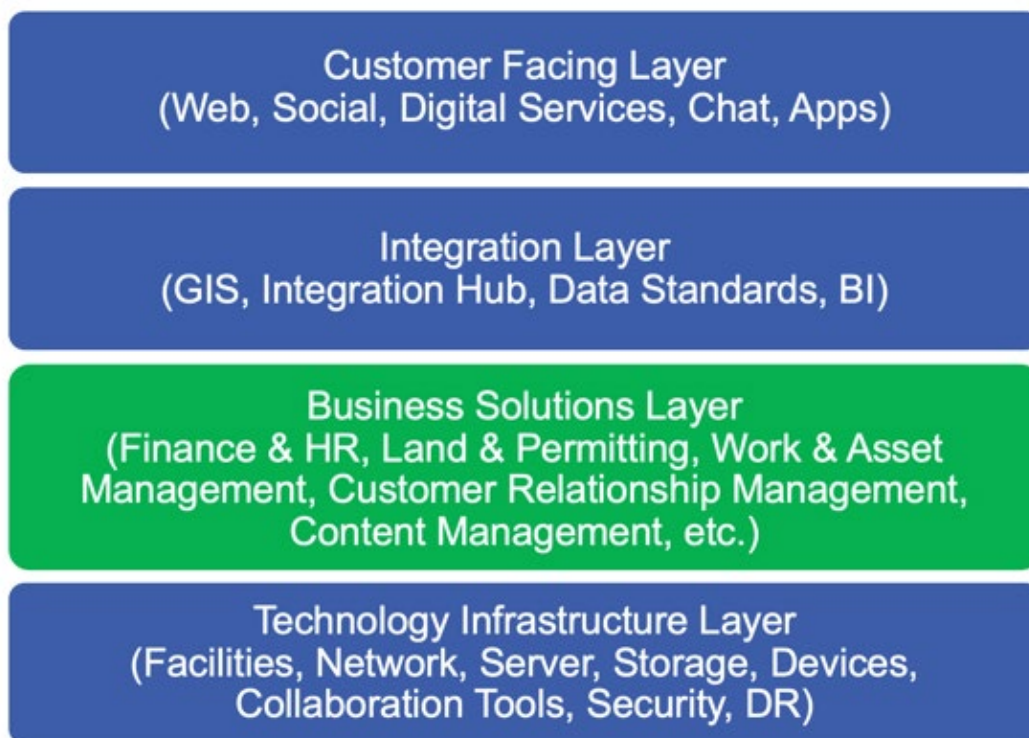 Customer Facing Layer
(Web, Social, Digital Services, Chat, Apps)
Integration Layer
(GIS, Integration Hub, Data Standards, BI)
Business Solutions Layer
(Finance & HR, Land & Permitting, Work & Asset
Management, Customer Relationship Management,
Content Management, etc.)
Technology Infrastructure Layer
(Facilities, Network, Server, Storage, Devices,
Collaboration Tools, Security, DR)